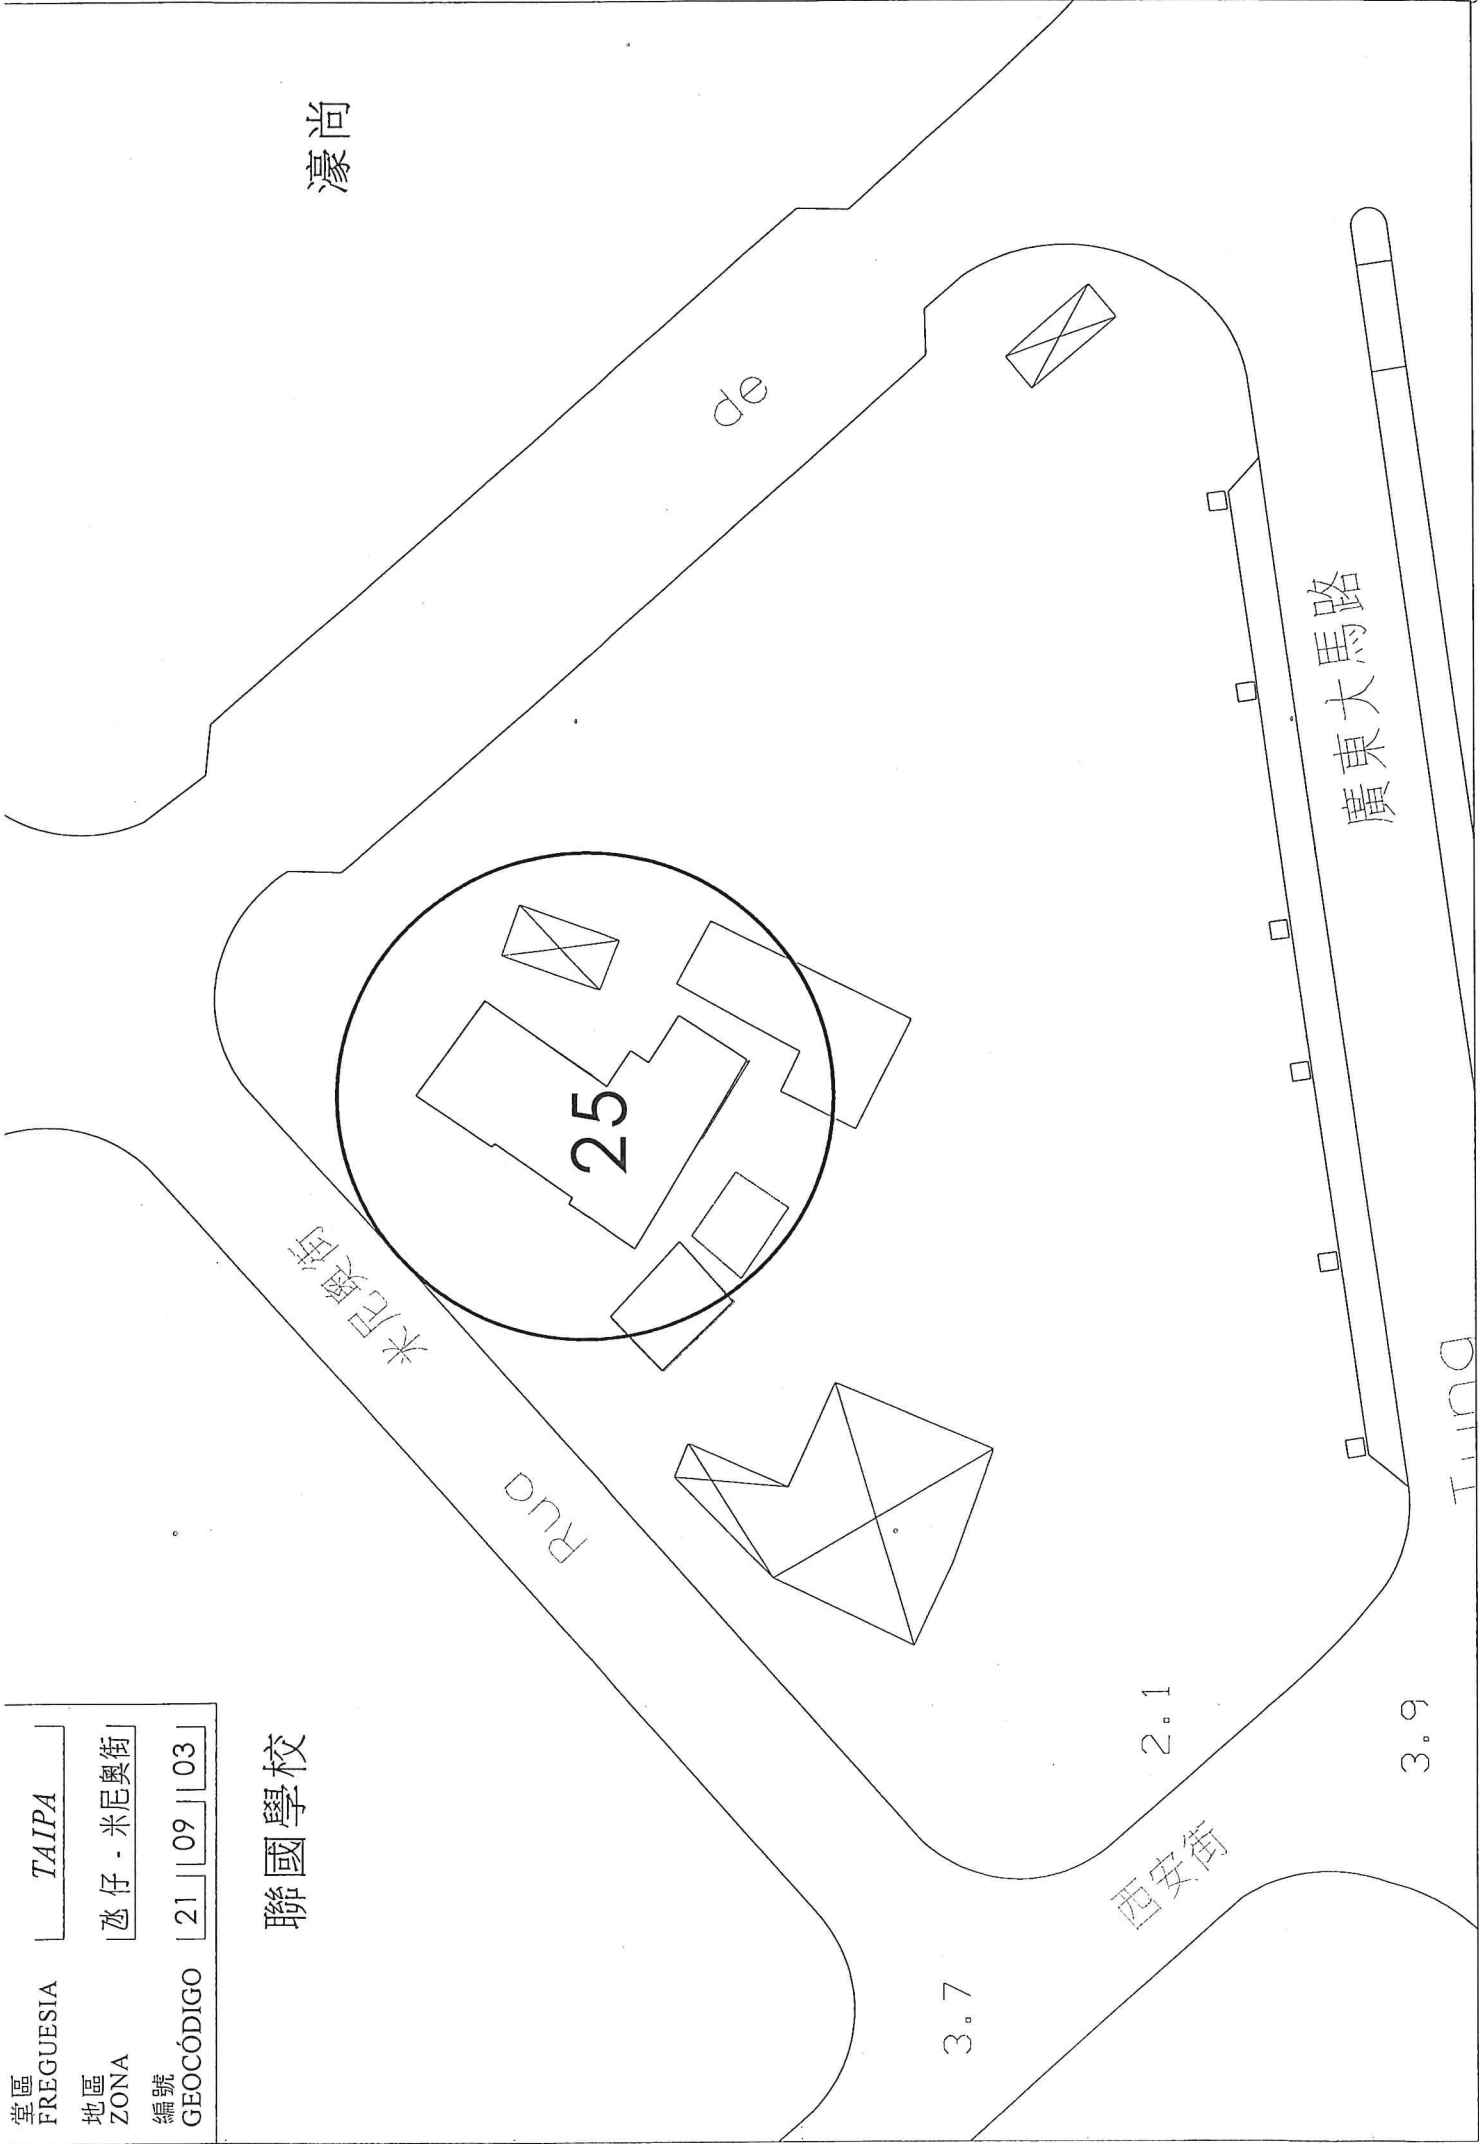 堂區 TAIPA
FREGUESIA
地區 氹仔 - 米尼奧街
ZONA
編號
GEOCÓDIGO 21 09 03
聯國學校
濠尚
米尼奧街
Rua
de
25
廣東大馬路
西安街
2.1
3.7
3.9
Tung